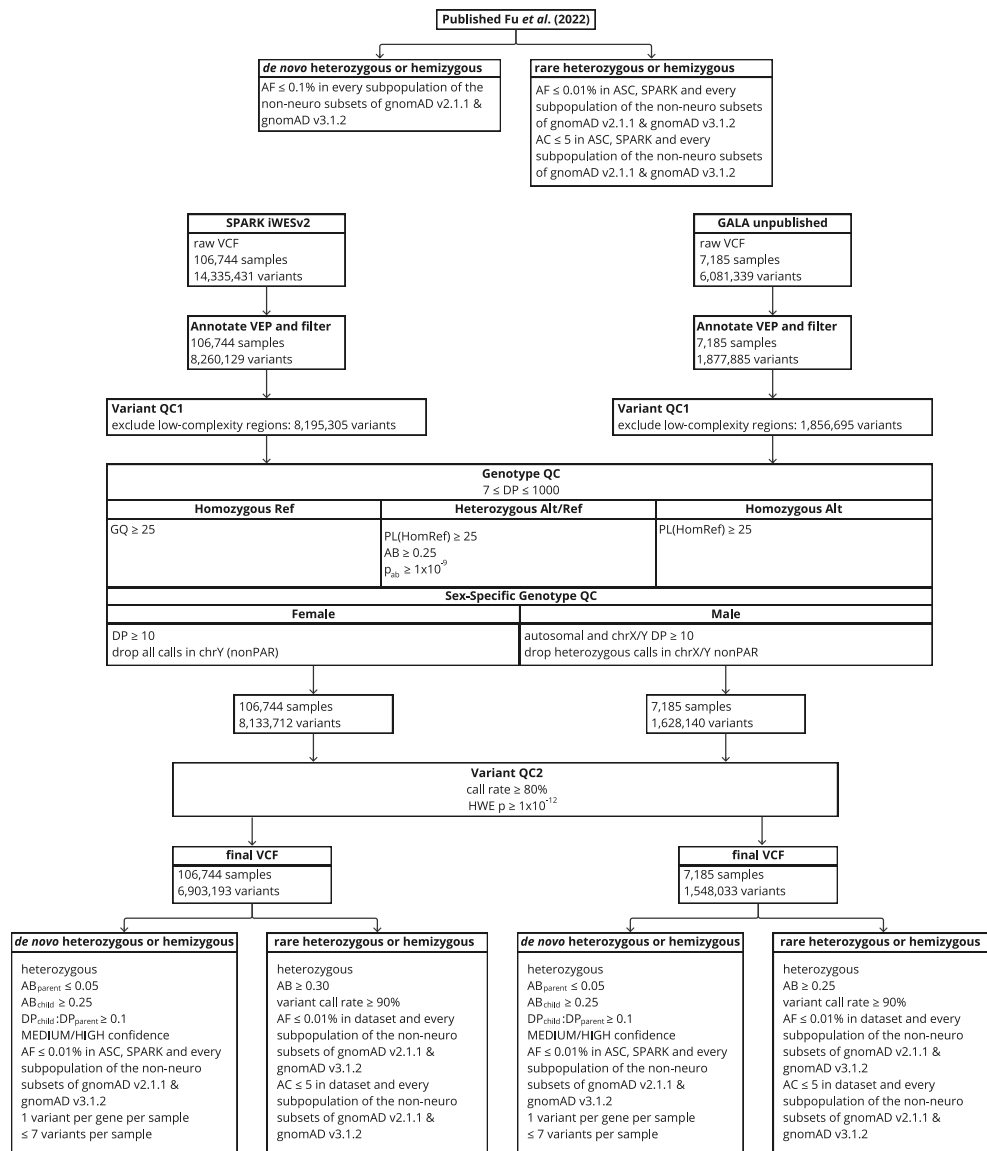 Published Fu et al. (2022)
de novo heterozygous or hemizygous
AF ≤ 0.1% in every subpopulation of the
non-neuro subsets of gnomAD v2.1.1 &
gnomAD v3.1.2
rare heterozygous or hemizygous
AF ≤ 0.01% in ASC, SPARK and every
subpopulation of the non-neuro subsets
of gnomAD v2.1.1 & gnomAD v3.1.2
AC ≤ 5 in ASC, SPARK and every
subpopulation of the non-neuro subsets
of gnomAD v2.1.1 & gnomAD v3.1.2
SPARK iWESv2
raw VCF
106,744 samples
14,335,431 variants
GALA unpublished
raw VCF
7,185 samples
6,081,339 variants
Annotate VEP and filter
106,744 samples
8,260,129 variants
Annotate VEP and filter
7,185 samples
1,877,885 variants
Variant QC1
exclude low-complexity regions: 8,195,305 variants
Variant QC1
exclude low-complexity regions: 1,856,695 variants
Genotype QC
7 ≤ DP ≤ 1000
Homozygous Ref
GQ ≥ 25
Heterozygous Alt/Ref
PL(HomRef) ≥ 25
AB ≥ 0.25
p_ab ≥ 1x10^-9
Homozygous Alt
PL(HomRef) ≥ 25
Sex-Specific Genotype QC
Female
DP ≥ 10
drop all calls in chrY (nonPAR)
Male
autosomal and chrX/Y DP ≥ 10
drop heterozygous calls in chrX/Y nonPAR
106,744 samples
8,133,712 variants
7,185 samples
1,628,140 variants
Variant QC2
call rate ≥ 80%
HWE p ≥ 1x10^-12
final VCF
106,744 samples
6,903,193 variants
final VCF
7,185 samples
1,548,033 variants
de novo heterozygous or hemizygous
heterozygous
AB_parent ≤ 0.05
AB_child ≥ 0.25
DP_child:DP_parent ≥ 0.1
MEDIUM/HIGH confidence
AF ≤ 0.01% in ASC, SPARK and every
subpopulation of the non-neuro
subsets of gnomAD v2.1.1 &
gnomAD v3.1.2
1 variant per gene per sample
≤ 7 variants per sample
rare heterozygous or hemizygous
heterozygous
AB ≥ 0.30
variant call rate ≥ 90%
AF ≤ 0.01% in dataset and every
subpopulation of the non-neuro
subsets of gnomAD v2.1.1 &
gnomAD v3.1.2
AC ≤ 5 in dataset and every
subpopulation of the non-neuro
subsets of gnomAD v2.1.1 &
gnomAD v3.1.2
de novo heterozygous or hemizygous
heterozygous
AB_parent ≤ 0.05
AB_child ≥ 0.25
DP_child:DP_parent ≥ 0.1
MEDIUM/HIGH confidence
AF ≤ 0.01% in ASC, SPARK and every
subpopulation of the non-neuro
subsets of gnomAD v2.1.1 &
gnomAD v3.1.2
1 variant per gene per sample
≤ 7 variants per sample
rare heterozygous or hemizygous
heterozygous
AB ≥ 0.25
variant call rate ≥ 90%
AF ≤ 0.01% in dataset and every
subpopulation of the non-neuro
subsets of gnomAD v2.1.1 &
gnomAD v3.1.2
AC ≤ 5 in dataset and every
subpopulation of the non-neuro
subsets of gnomAD v2.1.1 &
gnomAD v3.1.2